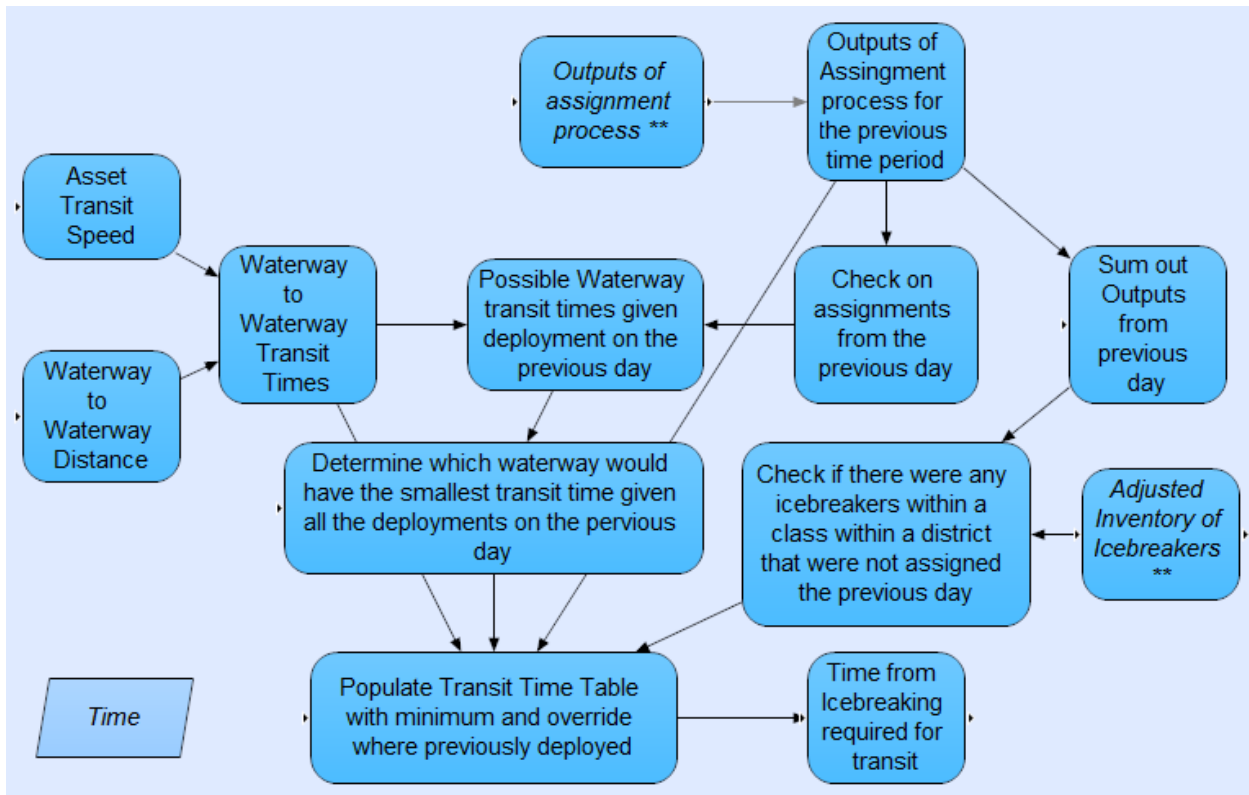 Outputs of
assignment
process **
Outputs of
Assingment
process for
the previous
time period
Asset
Transit
Speed
Waterway
to
Waterway
Transit
Times
Possible Waterway
transit times given
deployment on the
previous day
Check on
assignments
from the
previous day
Sum out
Outputs
from
previous
day
Waterway
to
Waterway
Distance
Determine which waterway would
have the smallest transit time given
all the deployments on the pervious
day
Check if there were any
icebreakers within a
class within a district
that were not assigned
the previous day
Adjusted
Inventory of
Icebreakers
**
Time
Populate Transit Time Table
with minimum and override
where previously deployed
Time from
Icebreaking
required for
transit